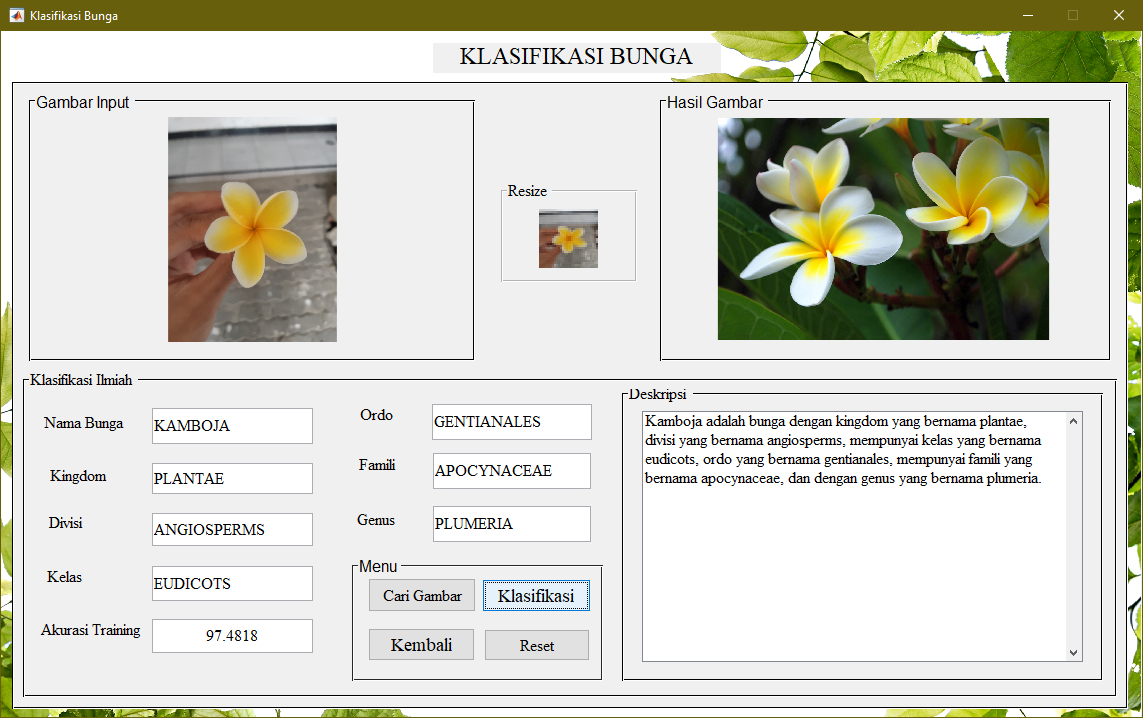 Klasifikasi Bunga
KLASIFIKASI BUNGA
Gambar Input
Resize
Hasil Gambar
Klasifikasi Ilmiah
Nama Bunga
KAMBOJA
Kingdom
PLANTAE
Divisi
ANGIOSPERMS
Kelas
EUDICOTS
Akurasi Training
97.4818
Ordo
GENTIANALES
Famili
APOCYNACEAE
Genus
PLUMERIA
Menu
Cari Gambar
Klasifikasi
Kembali
Reset
Deskripsi
Kamboja adalah bunga dengan kingdom yang bernama plantae,
divisi yang bernama angiosperms, mempunyai kelas yang bernama
eudicots, ordo yang bernama gentianales, mempunyai famili yang
bernama apocynaceae, dan dengan genus yang bernama plumeria.